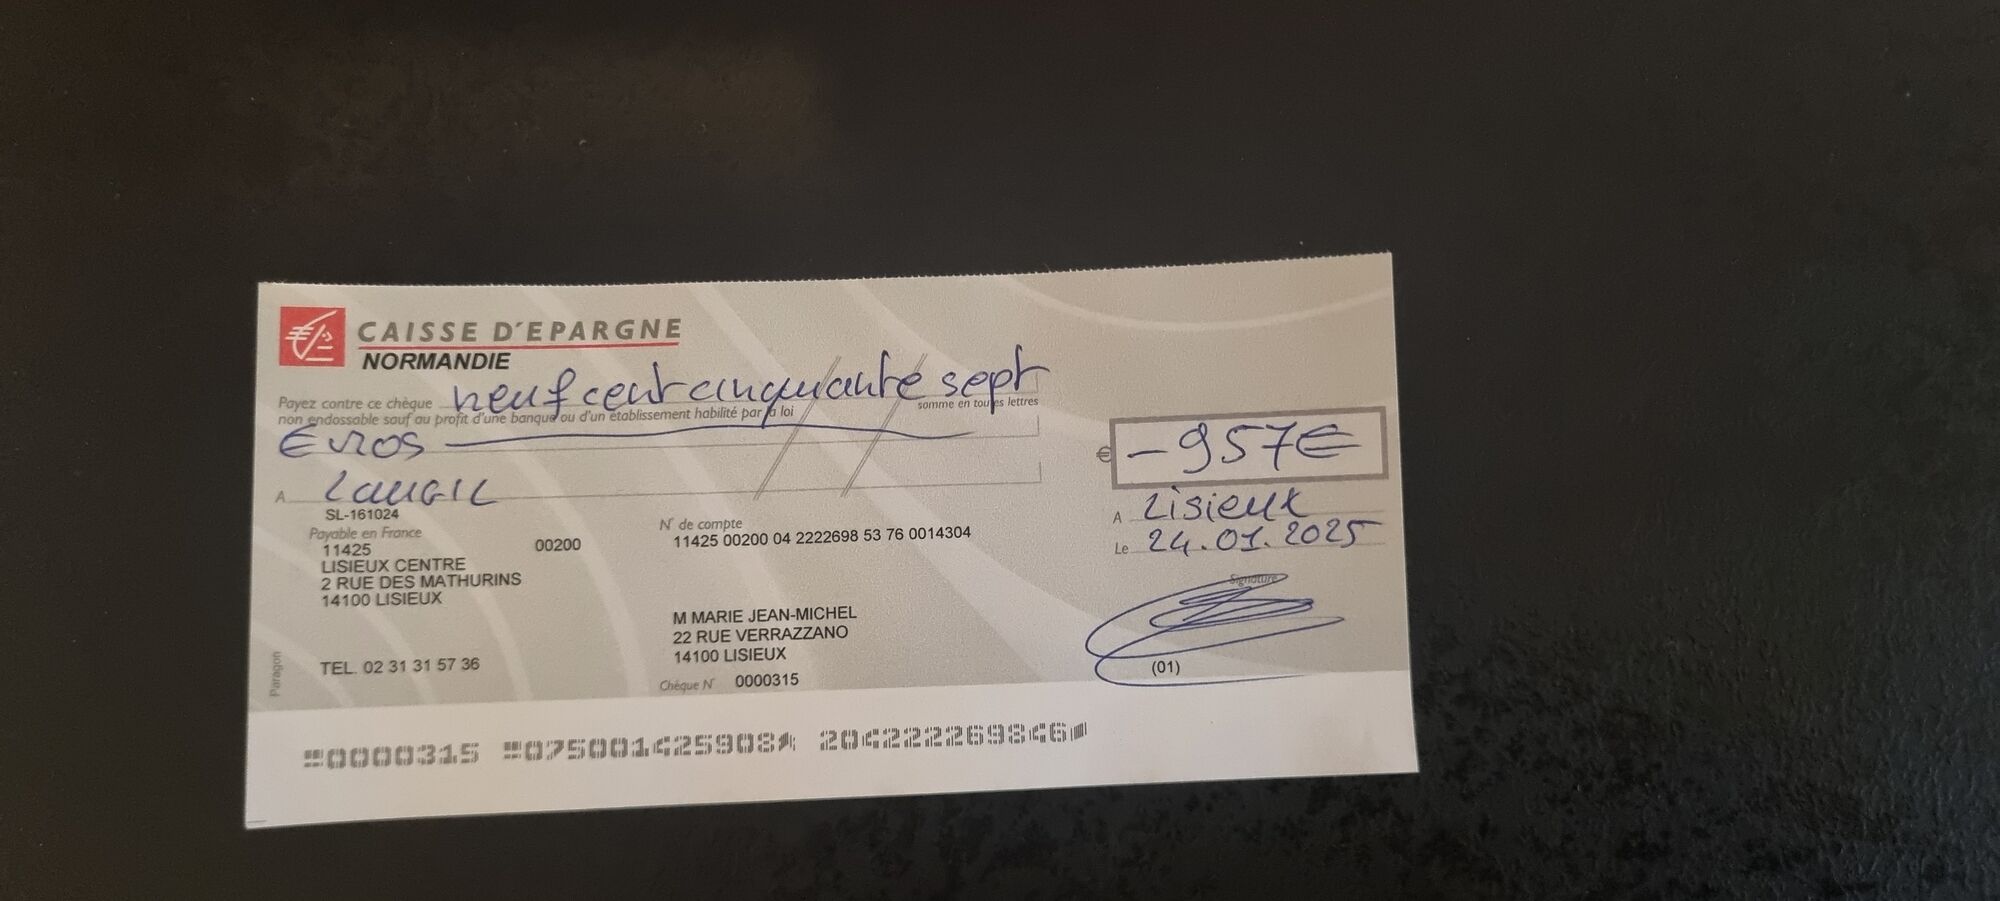 CAISSE D'EPARGNE
NORMANDIE
Payez contre ce chèque neuf cent cinquante sept
non endossable sauf au profit d'une banque ou d'un établissement habilité par la loi
somme en toutes lettres
Euros
€ -957€
A
SL-161024
A Lisieux
Payable en France
N° de compte
Le 24.01.2025
11425 00200
11425 00200 04 2222698 53 76 0014304
LISIEUX CENTRE
2 RUE DES MATHURINS
14100 LISIEUX
Signature
M MARIE JEAN-MICHEL
22 RUE VERRAZZANO
14100 LISIEUX
TEL. 02 31 31 57 36
(01)
Chèque N° 0000315
Paragon
0000315 075001425908 204222269846